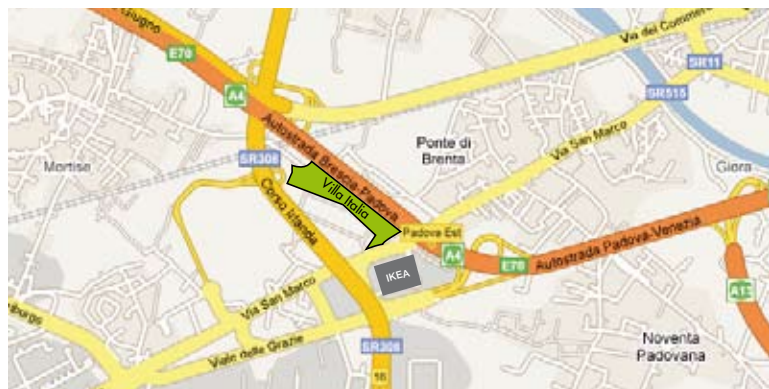 Giugno
E70
A4
Via dei Commerc
SR11
SR515
Via San Marco
Ponte di
Brenta
Mortise
SR308
Autostrada Brescia-Padova
Villa Italia
Corso Irlanda
Giora
Padova Est
A4
E70
Autostrada Padova-Venezia
IKEA
A13
Via San Marco
Viale delle Grazie
SR308
Noventa
Padovana